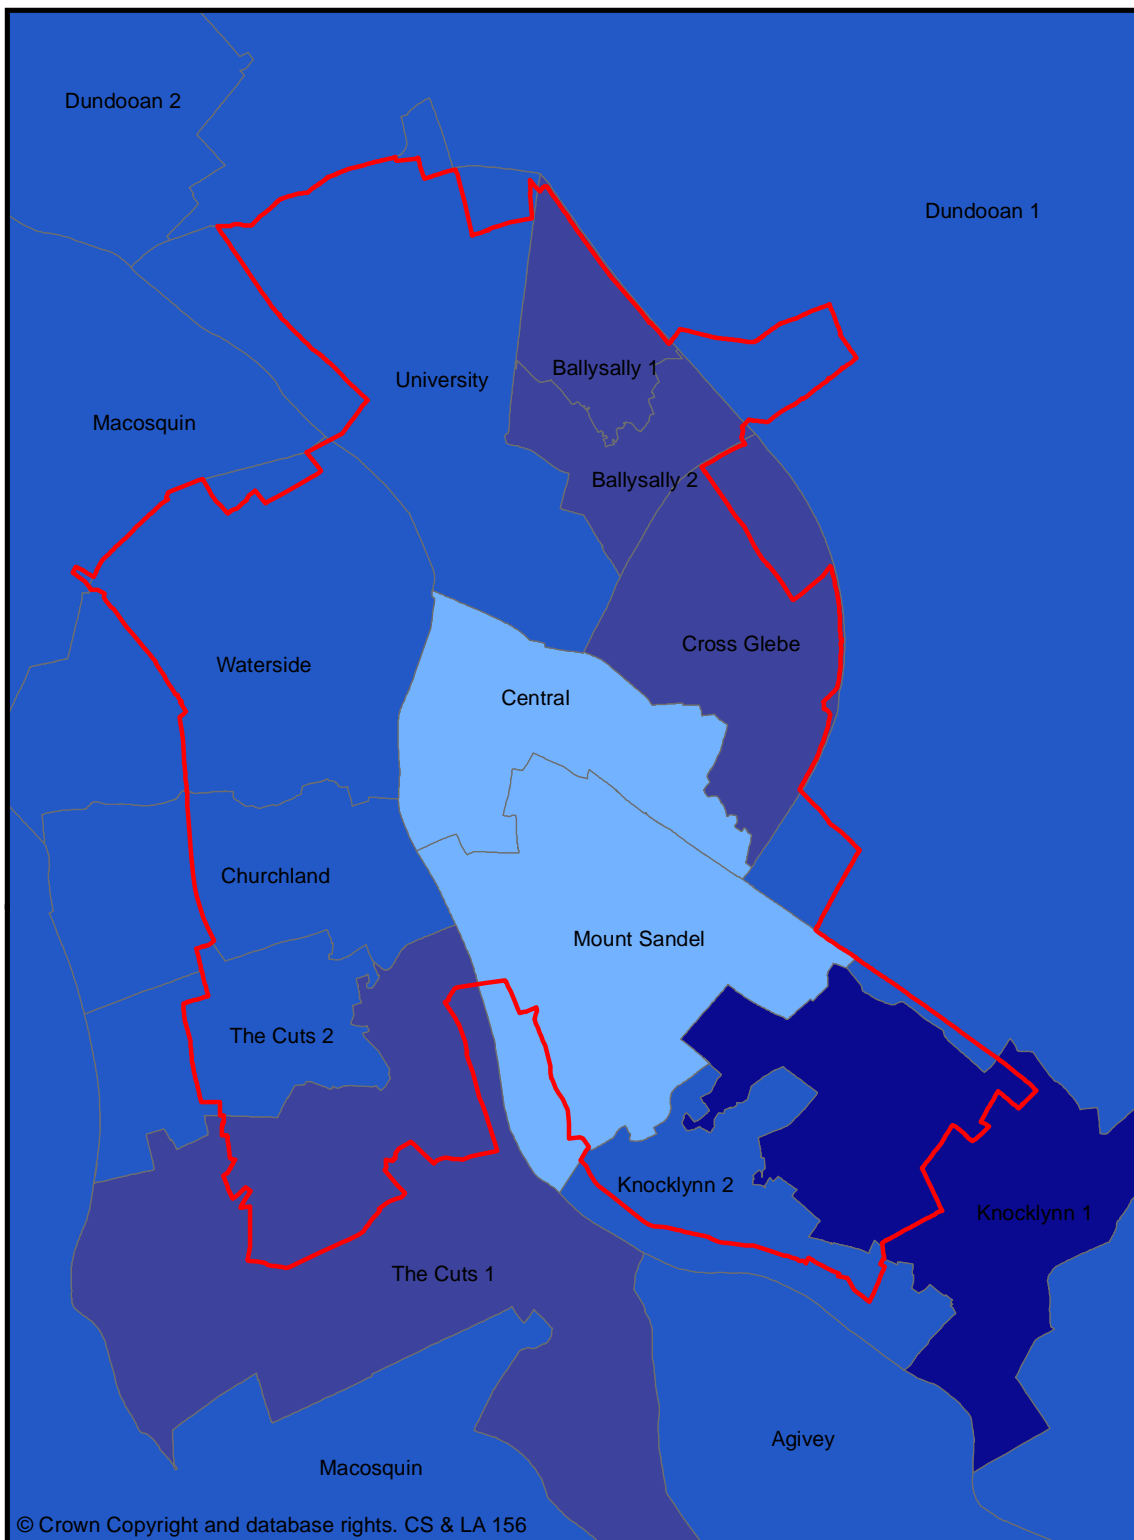 Dundooan 2
Dundooan 1
Ballysally 1
University
Macosquin
Ballysally 2
Cross Glebe
Waterside
Central
Churchland
Mount Sandel
The Cuts 2
Knocklynn 2
Knocklynn 1
The Cuts 1
Agivey
Macosquin
© Crown Copyright and database rights. CS & LA 156